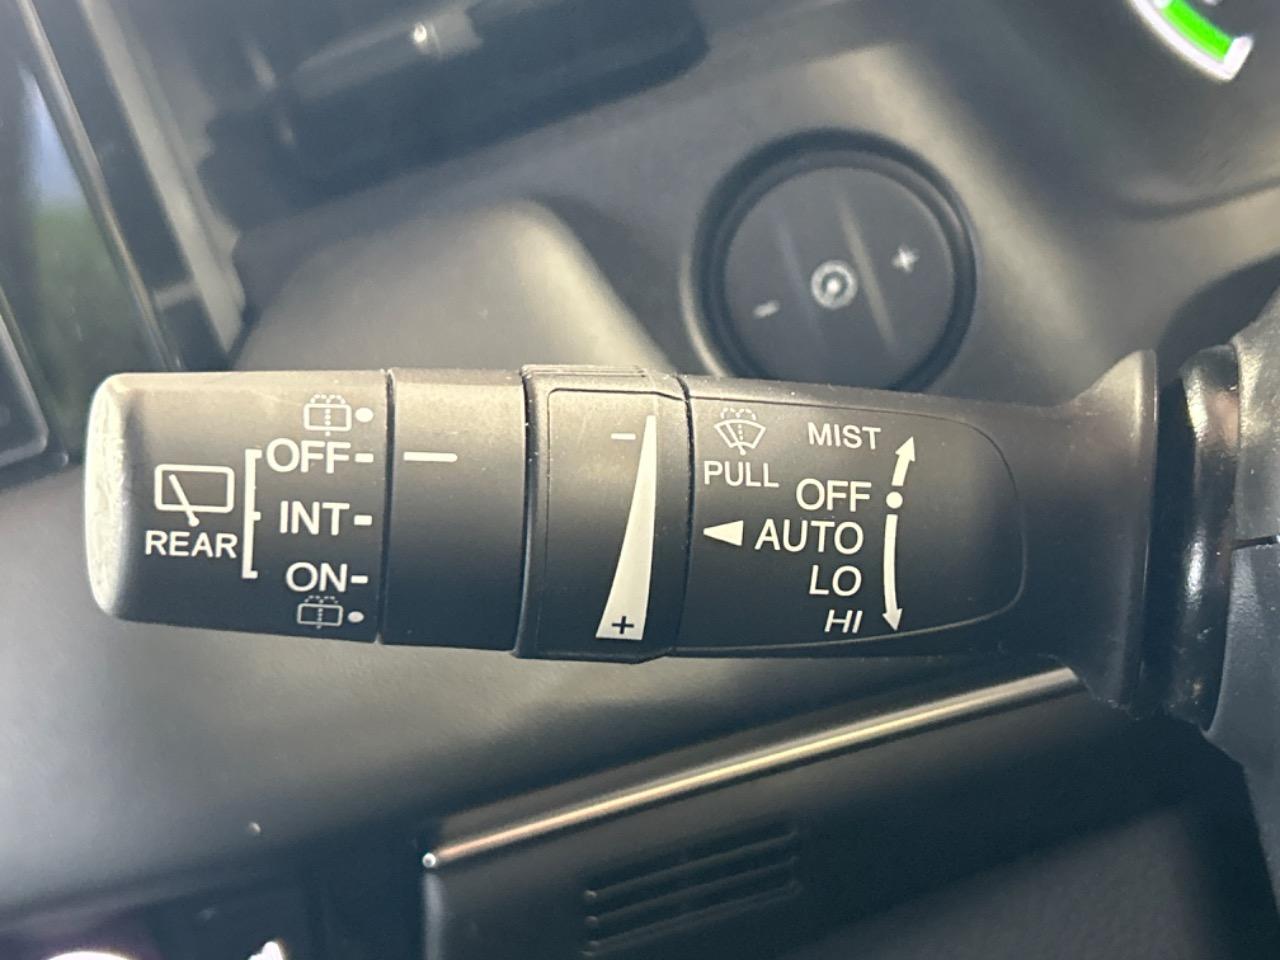 REAR
OFF-
INT-
ON-
-
+
PULL
MIST
OFF
AUTO
LO
HI
-
+